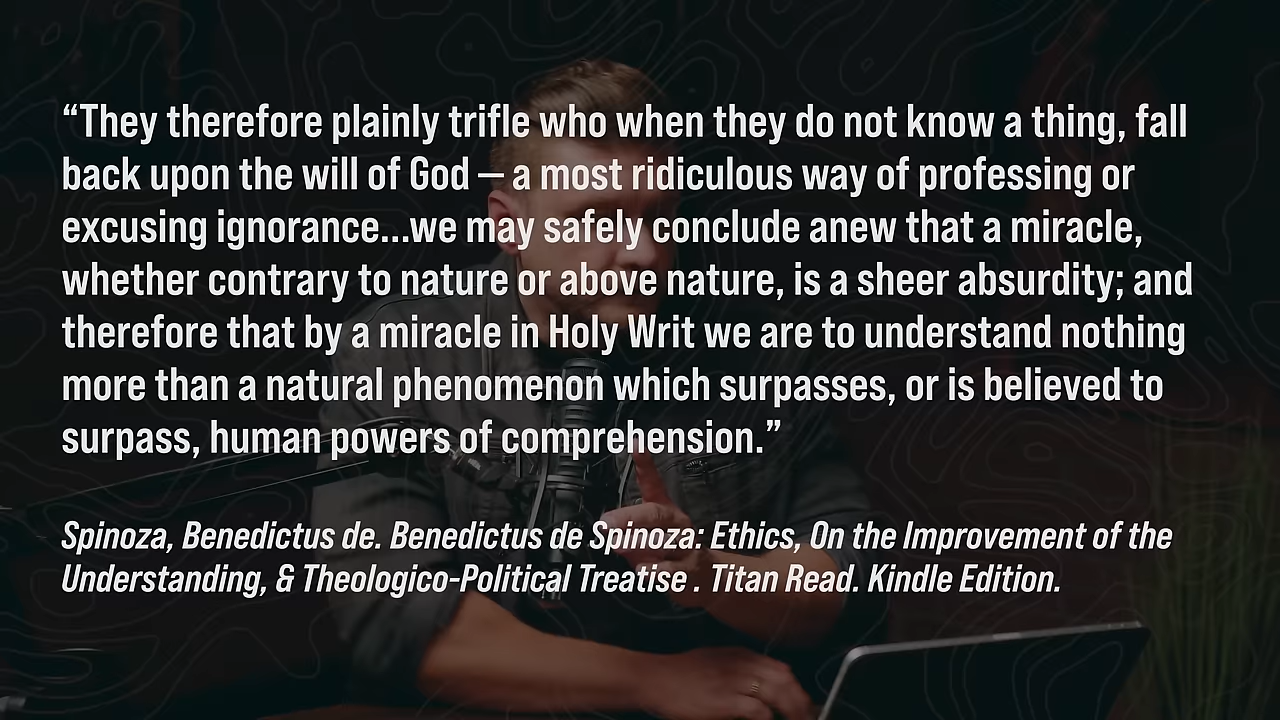 “They therefore plainly trifle who when they do not know a thing, fall
back upon the will of God — a most ridiculous way of professing or
excusing ignorance...we may safely conclude anew that a miracle,
whether contrary to nature or above nature, is a sheer absurdity; and
therefore that by a miracle in Holy Writ we are to understand nothing
more than a natural phenomenon which surpasses, or is believed to
surpass, human powers of comprehension.”
Spinoza, Benedictus de. Benedictus de Spinoza: Ethics, On the Improvement of the
Understanding, & Theologico-Political Treatise . Titan Read. Kindle Edition.